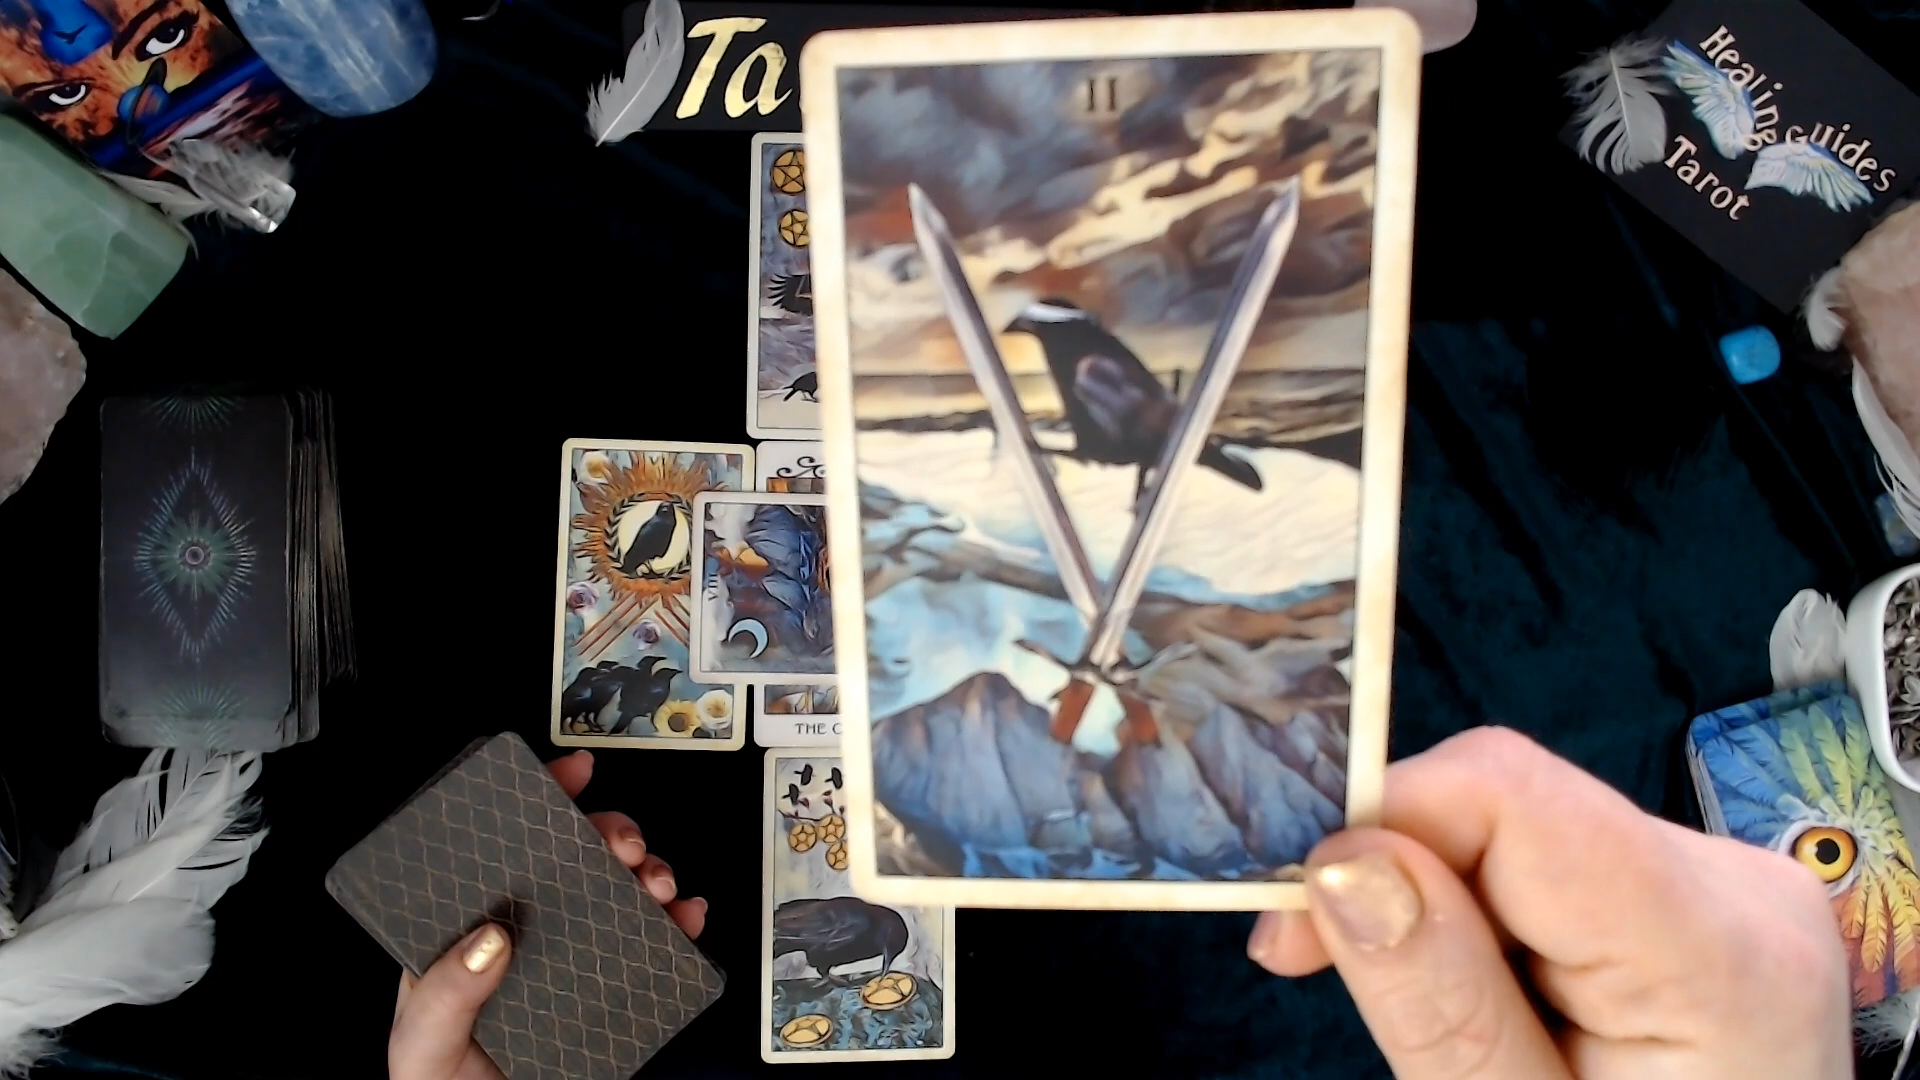 Ta
II
Healing Guides
Tarot
THE C